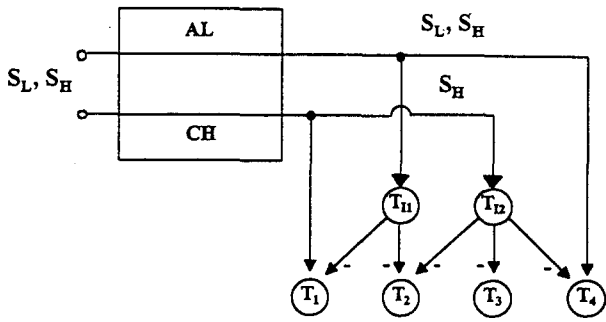 AL
S_L, S_H
S_L, S_H
S_H
CH
T_I1
T_I2
- - - - -
T_1
T_2
T_3
T_4